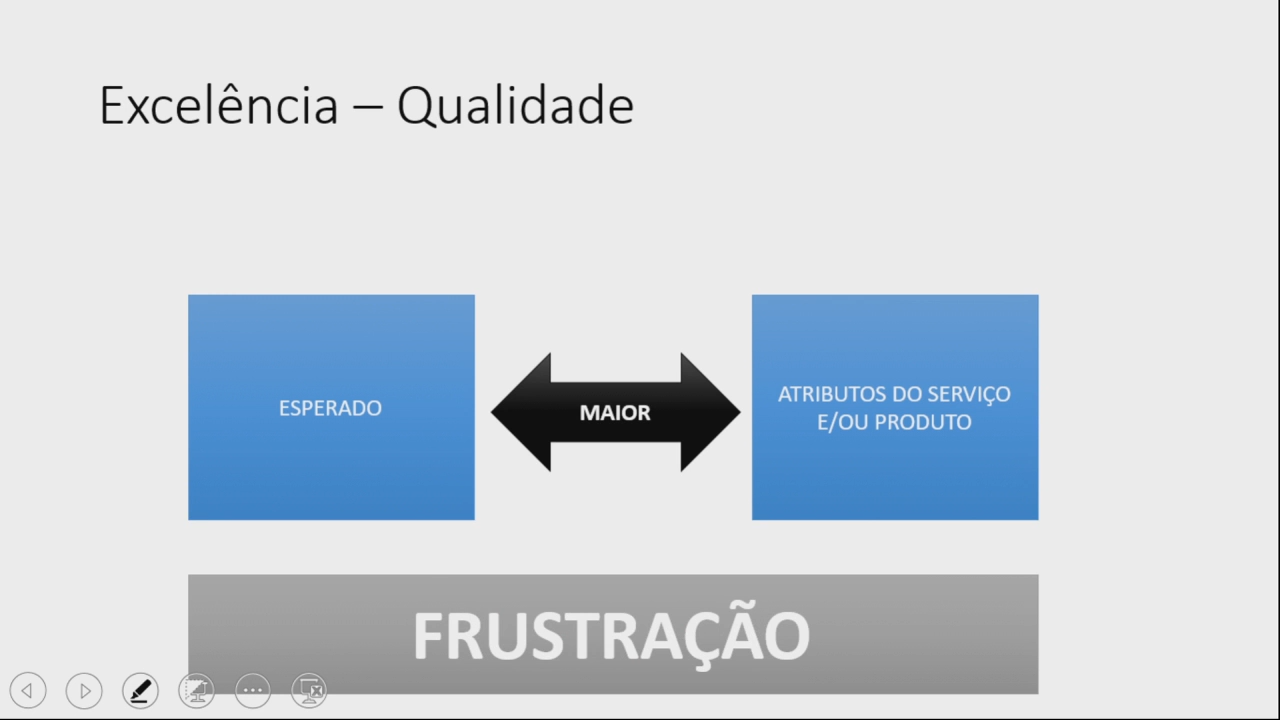 Excelência – Qualidade
ESPERADO
MAIOR
ATRIBUTOS DO SERVIÇO
E/OU PRODUTO
FRUSTRAÇÃO